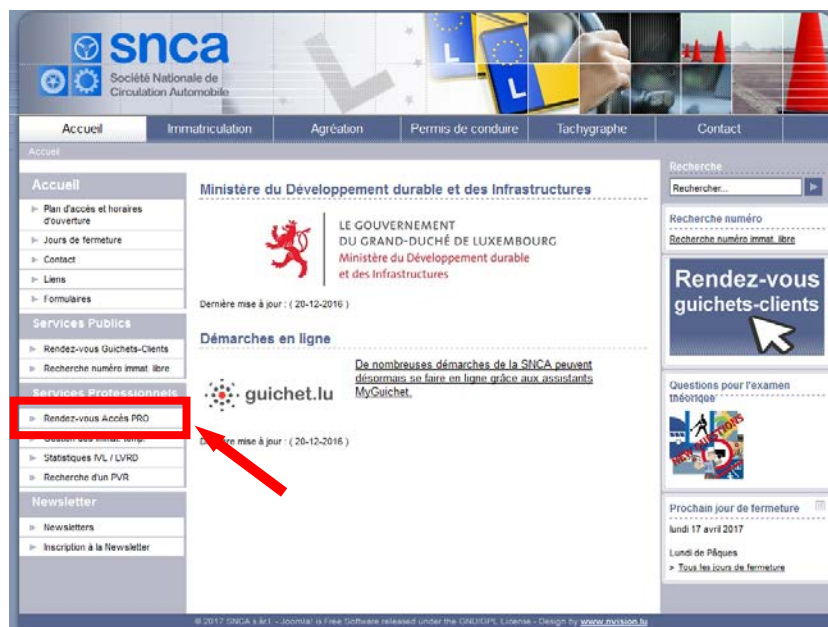 snca
Société Nationale de
Circulation Automobile
L
L
L
Accueil
Immatriculation
Agréation
Permis de conduire
Tachygraphe
Contact
Accueil
Accueil
Plan d'accès et horaires
d'ouverture
Jours de fermeture
Contact
Liens
Formulaires
Services Publics
Rendez-vous Guichets-Clients
Recherche numéro immat. libre
Services Professionnels
Rendez-vous Accès PRO
Statistiques IVL / LVRD
Recherche d'un PVR
Newsletter
Newsletters
Inscription à la Newsletter
Ministère du Développement durable et des Infrastructures
LE GOUVERNEMENT
DU GRAND-DUCHÉ DE LUXEMBOURG
Ministère du Développement durable
et des Infrastructures
Dernière mise à jour : ( 20-12-2016 )
Démarches en ligne
guichet.lu
De nombreuses démarches de la SNCA peuvent
désormais se faire en ligne grâce aux assistants
MyGuichet.
mise à jour : ( 20-12-2016 )
Recherche
Rechercher...
Recherche numéro
Recherche numéro immat. libre
Rendez-vous
guichets-clients
Questions pour l'examen
théorique
NEW QUESTIONS
Prochain jour de fermeture
lundi 17 avril 2017
Lundi de Pâques
> Tous les jours de fermeture
© 2017 SNCA s.àr.l. - Joomla! is Free Software released under the GNU/GPL License - Design by www.nvision.lu